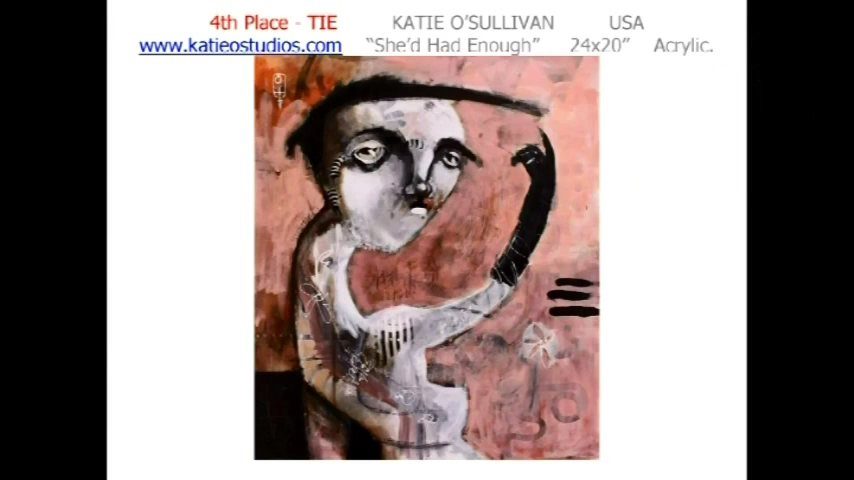 4th Place - TIE KATIE O'SULLIVAN USA
www.katieostudios.com "She'd Had Enough" 24x20" Acrylic.